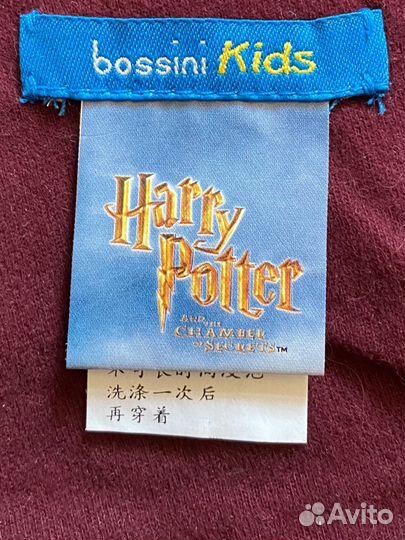 bossini Kids
Harry
Potter
AND THE
CHAMBER
OF SECRETS™
洗涤一次后
再穿着
Avito